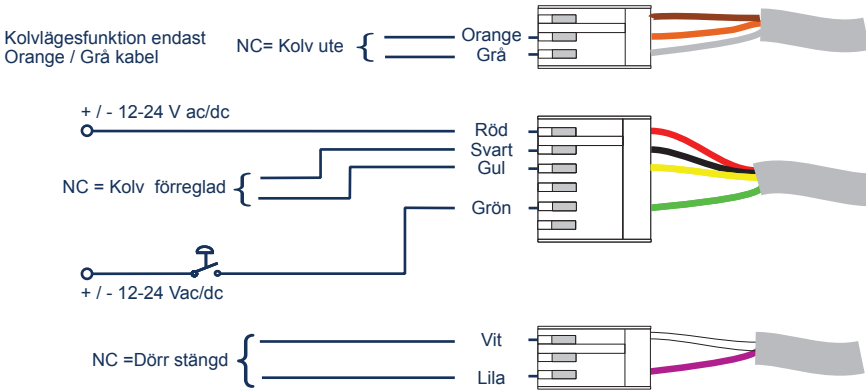 Kolvlägesfunktion endast
Orange / Grå kabel
NC= Kolv ute
Orange
Grå
+ / - 12-24 V ac/dc
Röd
Svart
Gul
NC = Kolv förreglad
Grön
+ / - 12-24 Vac/dc
Vit
NC =Dörr stängd
Lila